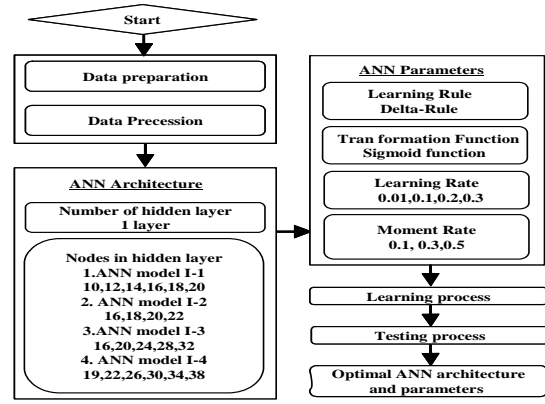 Start
Data preparation
Data Precession
ANN Architecture
Number of hidden layer
1 layer
Nodes in hidden layer
1.ANN model I-1
10,12,14,16,18,20
2. ANN model I-2
16,18,20,22
3.ANN model I-3
16,20,24,28,32
4. ANN model I-4
19,22,26,30,34,38
ANN Parameters
Learning Rule
Delta-Rule
Tran formation Function
Sigmoid function
Learning Rate
0.01,0.1,0.2,0.3
Moment Rate
0.1, 0.3,0.5
Learning process
Testing process
Optimal ANN architecture
and parameters